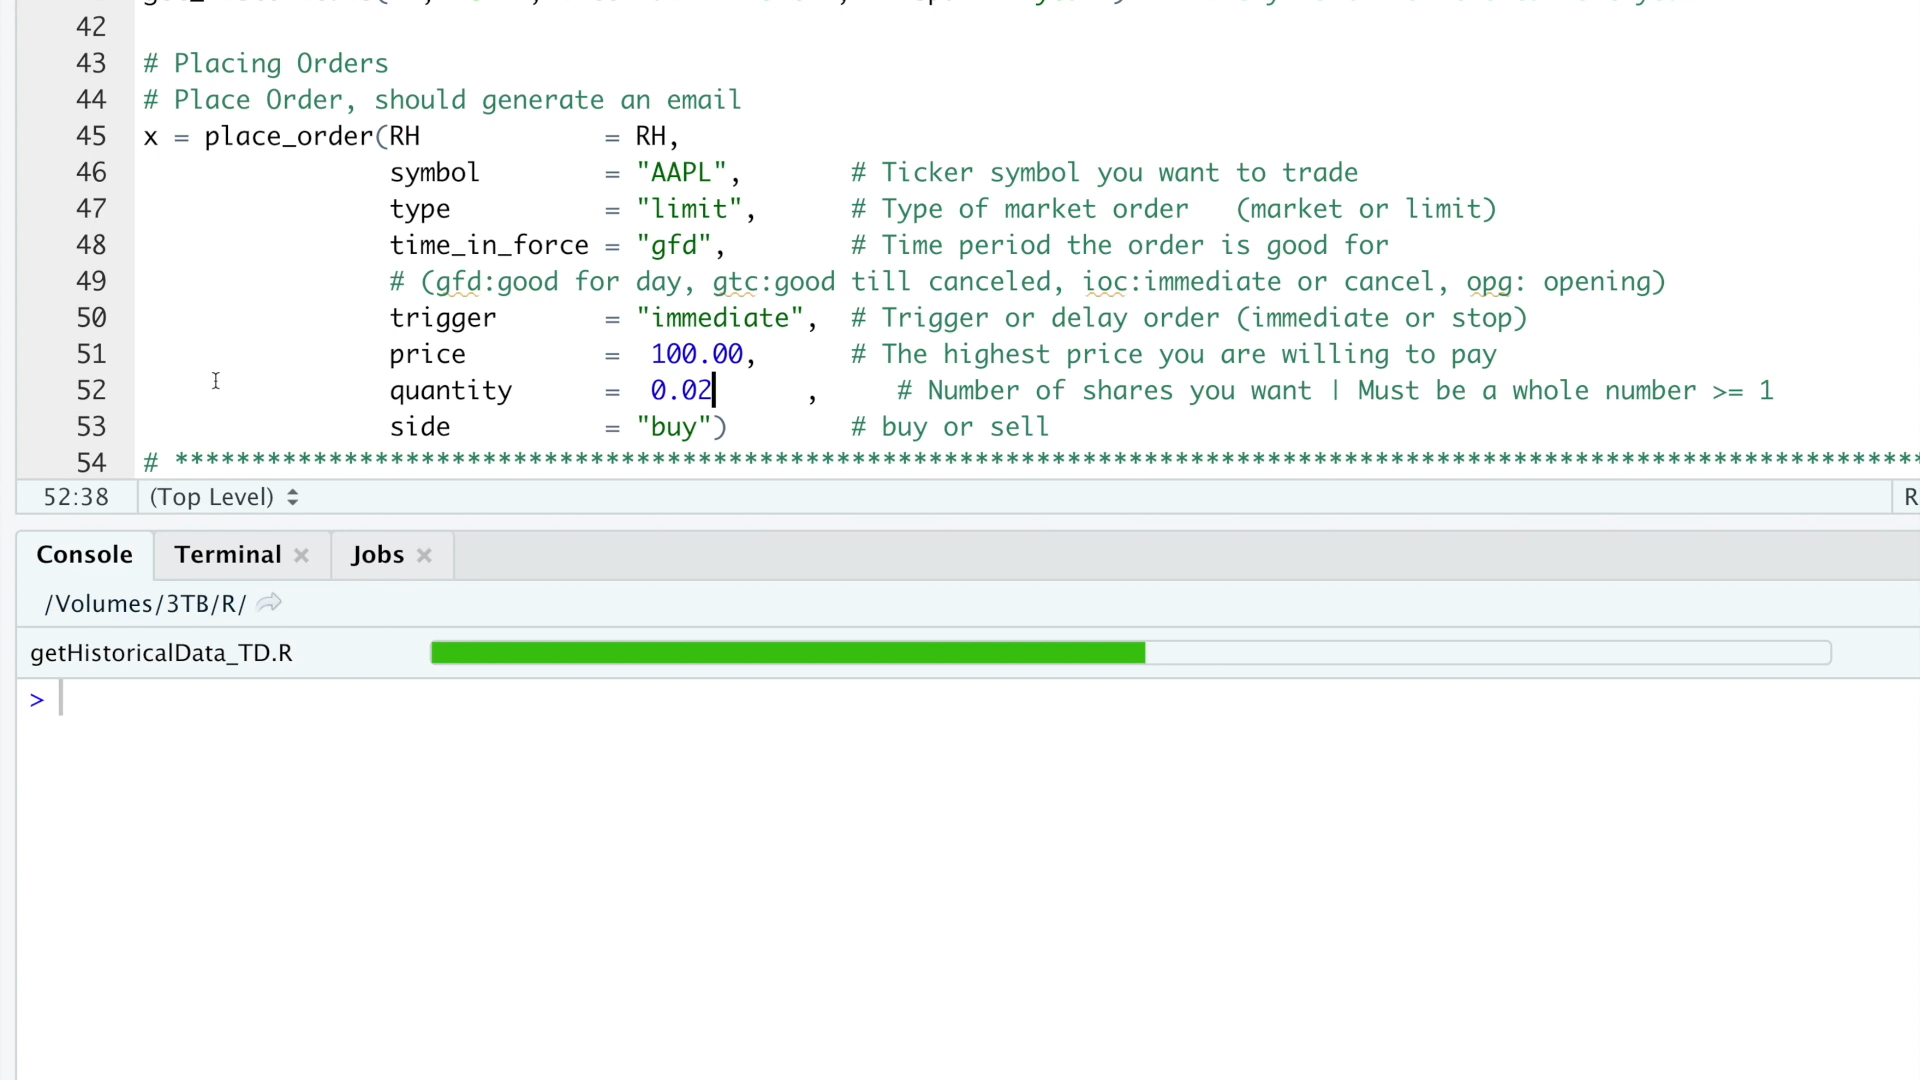 42
43 # Placing Orders
44 # Place Order, should generate an email
45 x = place_order(RH = RH,
46 symbol = "AAPL", # Ticker symbol you want to trade
47 type = "limit", # Type of market order (market or limit)
48 time_in_force = "gfd", # Time period the order is good for
49 # (gfd:good for day, gtc:good till canceled, ioc:immediate or cancel, opg: opening)
50 trigger = "immediate", # Trigger or delay order (immediate or stop)
51 price = 100.00, # The highest price you are willing to pay
52 quantity = 0.02 , # Number of shares you want | Must be a whole number >= 1
53 side = "buy") # buy or sell
54 # ******************************************************************************************************************
52:38 (Top Level) R
Console Terminal Jobs
/Volumes/3TB/R/
getHistoricalData_TD.R
>